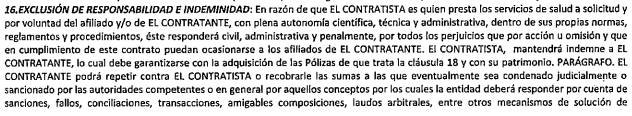 16.EXCLUSIÓN DE RESPONSABILIDAD E INDEMINIDAD: En razón de que EL CONTRATISTA es quien presta los servicios de salud a solicitud y
por voluntad del afiliado y/o de EL CONTRATANTE, con plena autonomía científica, técnica y administrativa, dentro de sus propias normas,
reglamentos y procedimientos, éste responderá civil, administrativa y penalmente, por todos los perjuicios que por acción u omisión y que
en cumplimiento de este contrato puedan ocasionarse a los afiliados de EL CONTRATANTE. El CONTRATISTA, mantendrá indemne a EL
CONTRATANTE, lo cual debe garantizarse con la adquisición de las Pólizas de que trata la cláusula 18 y con su patrimonio. PARÁGRAFO. EL
CONTRATANTE podrá repetir contra EL CONTRATISTA o recobrarle las sumas a las que eventualmente sea condenado judicialmente o
sancionado por las autoridades competentes o en general por aquellos conceptos por los cuales la entidad deberá responder por cuenta de
sanciones, fallos, conciliaciones, transacciones, amigables composiciones, laudos arbitrales, entre otros mecanismos de solución de